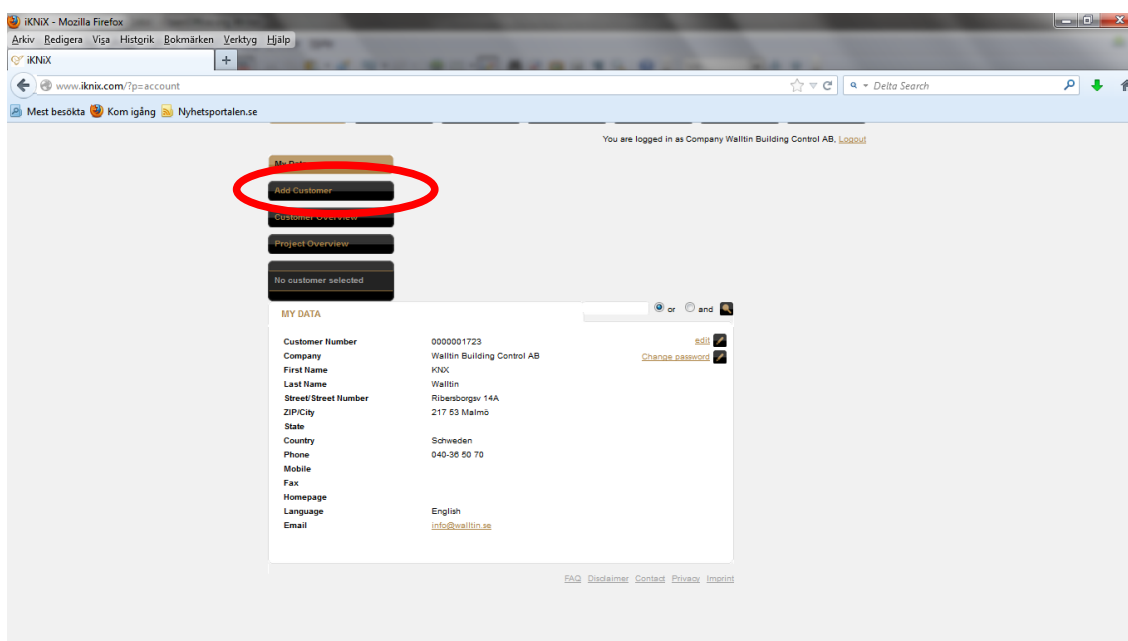 iKNiX - Mozilla Firefox
Arkiv Redigera Visa Historik Bokmärken Verktyg Hjälp
iKNiX +
www.iknix.com/?p=account Delta Search
Mest besökta Kom igång Nyhetsportalen.se
You are logged in as Company Walltin Building Control AB, Logout
My Data
Add Customer
Customer Overview
Project Overview
No customer selected
or and
MY DATA
Customer Number 0000001723 edit
Company Walltin Building Control AB Change password
First Name KNX
Last Name Walltin
Street/Street Number Ribersborgsv 14A
ZIP/City 217 53 Malmö
State
Country Schweden
Phone 040-36 50 70
Mobile
Fax
Homepage
Language English
Email info@walltin.se
FAQ Disclaimer Contact Privacy Imprint